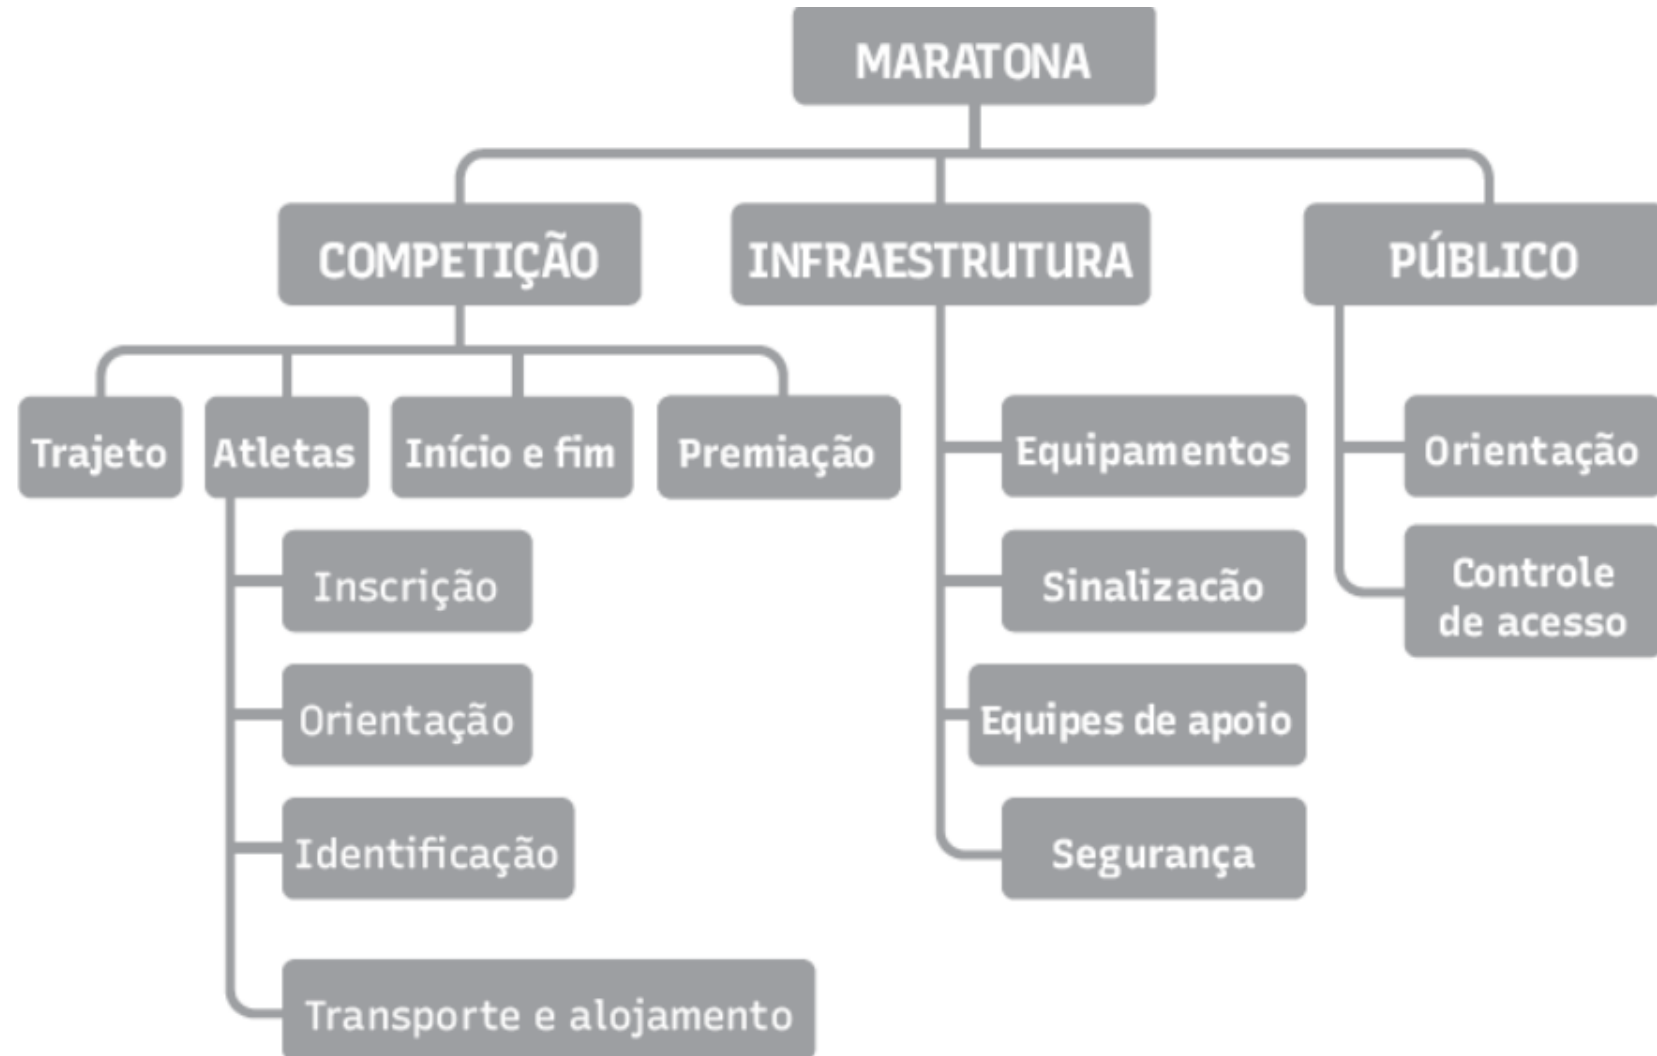 MARATONA
COMPETIÇÃO
INFRAESTRUTURA
PÚBLICO
Trajeto
Atletas
Início e fim
Premiação
Inscrição
Orientação
Identificação
Transporte e alojamento
Equipamentos
Sinalizacão
Equipes de apoio
Segurança
Orientação
Controle
de acesso